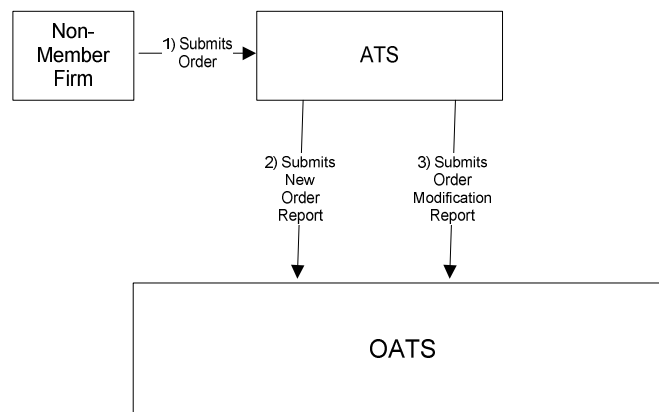 Non-
Member
Firm
1) Submits
Order
ATS
2) Submits
New
Order
Report
3) Submits
Order
Modification
Report
OATS